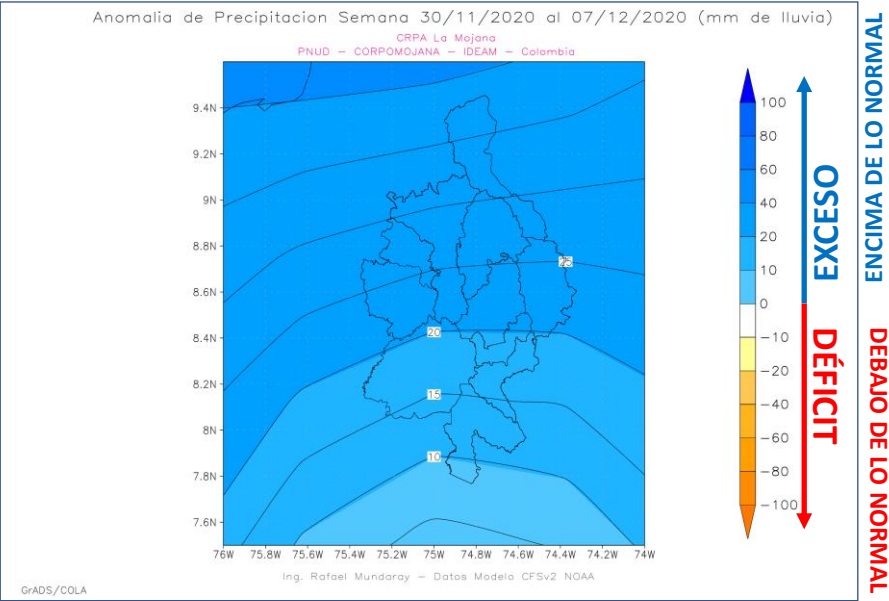 Anomalia de Precipitacion Semana 30/11/2020 al 07/12/2020 (mm de lluvia)
CRPA La Mojana
PNUD – CORPOMOJANA – IDEAM – Colombia
9.4N
9.2N
9N
8.8N
8.6N
8.4N
8.2N
8N
7.8N
7.6N
25
20
15
10
76W 75.8W 75.6W 75.4W 75.2W 75W 74.8W 74.6W 74.4W 74.2W 74W
Ing. Rafael Mundaray – Datos Modelo CFSv2 NOAA
GrADS/COLA
100
80
60
40
20
10
0
−10
−20
−40
−60
−80
−100
EXCESO
DÉFICIT
ENCIMA DE LO NORMAL
DEBAJO DE LO NORMAL